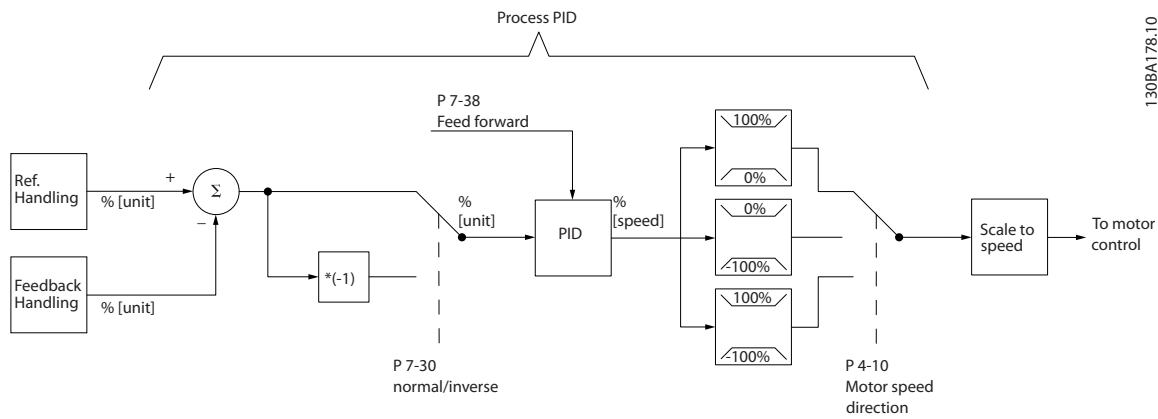 Process PID
130BA178.10
P 7-38
Feed forward
100%
0%
Ref.
Handling
+
% [unit]
Σ
−
%
[unit]
PID
%
[speed]
0%
-100%
Scale to
speed
To motor
control
Feedback
Handling
% [unit]
*(-1)
100%
-100%
P 7-30
normal/inverse
P 4-10
Motor speed
direction